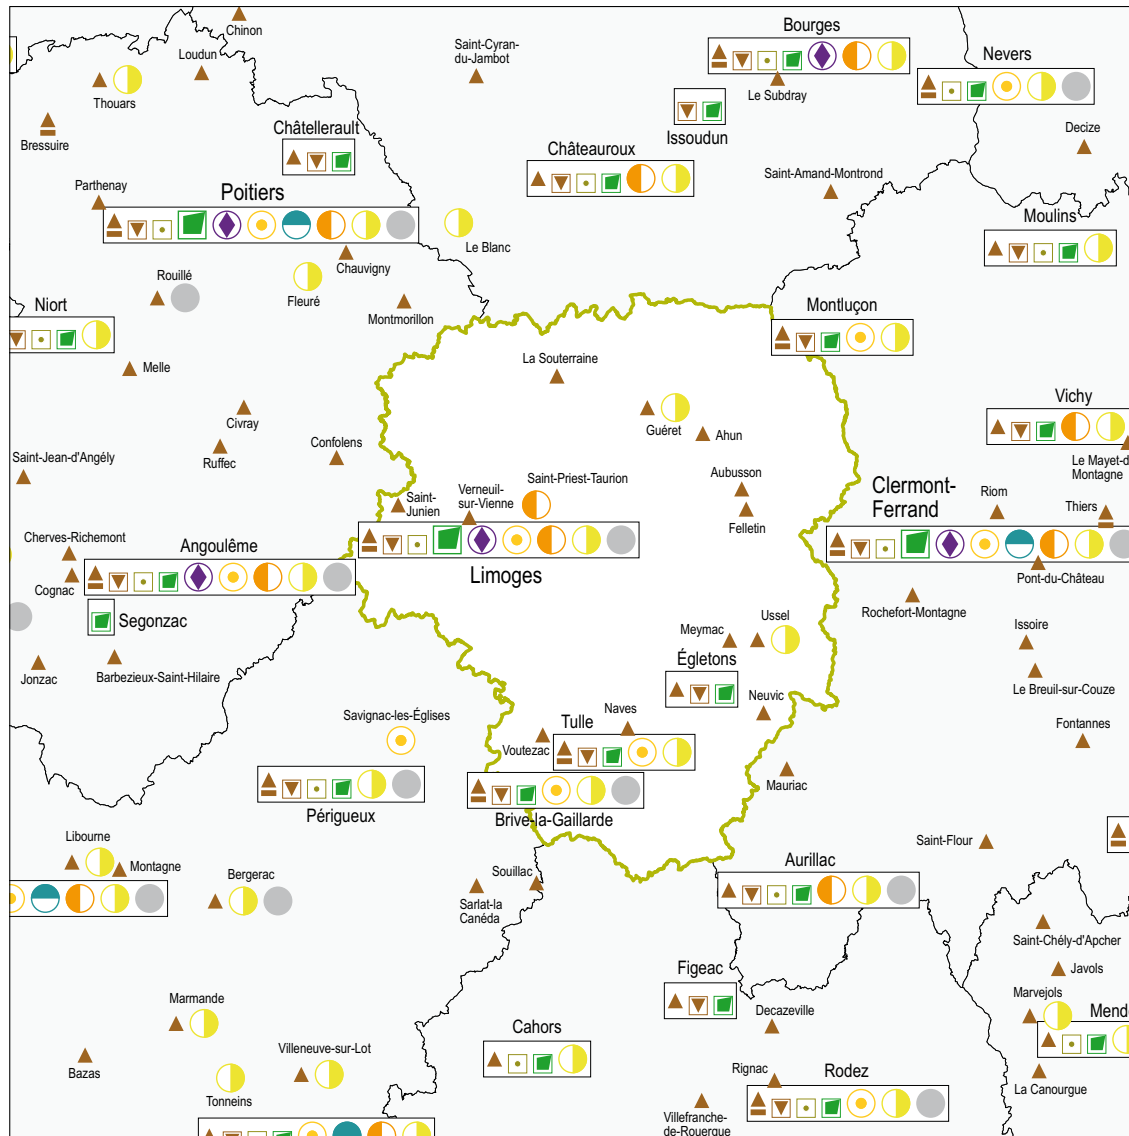 Chinon
Loudun
Saint-Cyran-
du-Jambot
Bourges
Nevers
Thouars
Le Subdray
Bressuire
Châtellerault
Issoudun
Decize
Châteauroux
Parthenay
Poitiers
Saint-Amand-Montrond
Moulins
Le Blanc
Chauvigny
Rouillé
Fleuré
Niort
Montmorillon
Montluçon
La Souterraine
Melle
Vichy
Civray
Guéret
Ahun
Ruffec
Confolens
Saint-Jean-d'Angély
Le Mayet-d
Montagne
Aubusson
Saint-Priest-Taurion
Verneuil-
sur-Vienne
Saint-
Junien
Clermont-
Ferrand
Riom
Thiers
Felletin
Cherves-Richemont
Angoulême
Limoges
Cognac
Pont-du-Château
Rochefort-Montagne
Segonzac
Ussel
Meymac
Issoire
Égletons
Jonzac
Barbezieux-Saint-Hilaire
Le Breuil-sur-Couze
Neuvic
Savignac-les-Églises
Naves
Tulle
Voutezac
Fontannes
Mauriac
Périgueux
Brive-la-Gaillarde
Libourne
Montagne
Saint-Flour
Aurillac
Bergerac
Souillac
Sarlat-la
Canéda
Saint-Chély-d'Apcher
Figeac
Javols
Marmande
Decazeville
Marvejols
Mend
Cahors
Villeneuve-sur-Lot
Bazas
Tonneins
Rignac
Rodez
La Canourgue
Villefranche-
de-Rouergue